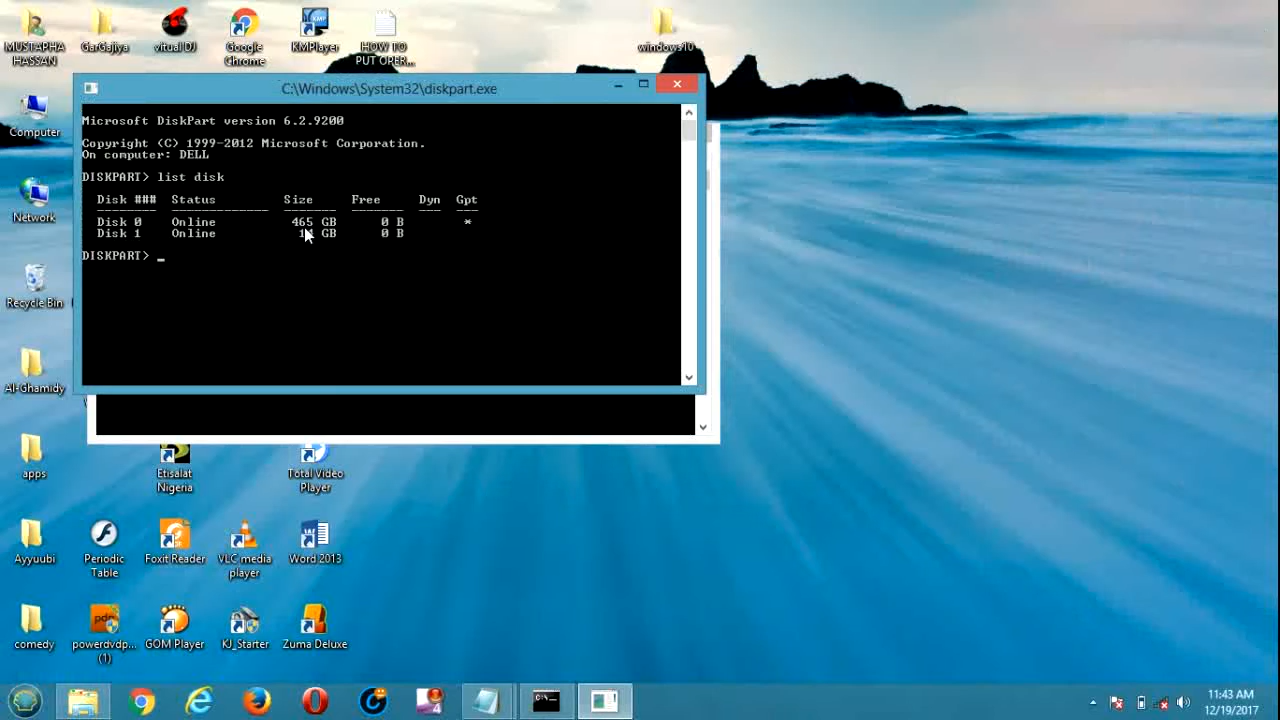 MUSTAPHA HASSAN
GarGajiya
vitual DJ
Google Chrome
KMPlayer
HOW TO PUT OPER...
windows10
C:\Windows\System32\diskpart.exe
Computer
Microsoft DiskPart version 6.2.9200
Copyright (C) 1999-2012 Microsoft Corporation.
On computer: DELL
DISKPART> list disk
Disk ### Status Size Free Dyn Gpt
Disk 0 Online 465 GB 0 B *
Disk 1 Online GB 0 B
DISKPART> _
Network
Recycle Bin
Al-Ghamidy
apps
Etisalat Nigeria
Total Video Player
Ayyuubi
Periodic Table
Foxit Reader
VLC media player
Word 2013
comedy
powerdvdp... (1)
GOM Player
KJ_Starter
Zuma Deluxe
11:43 AM
12/19/2017